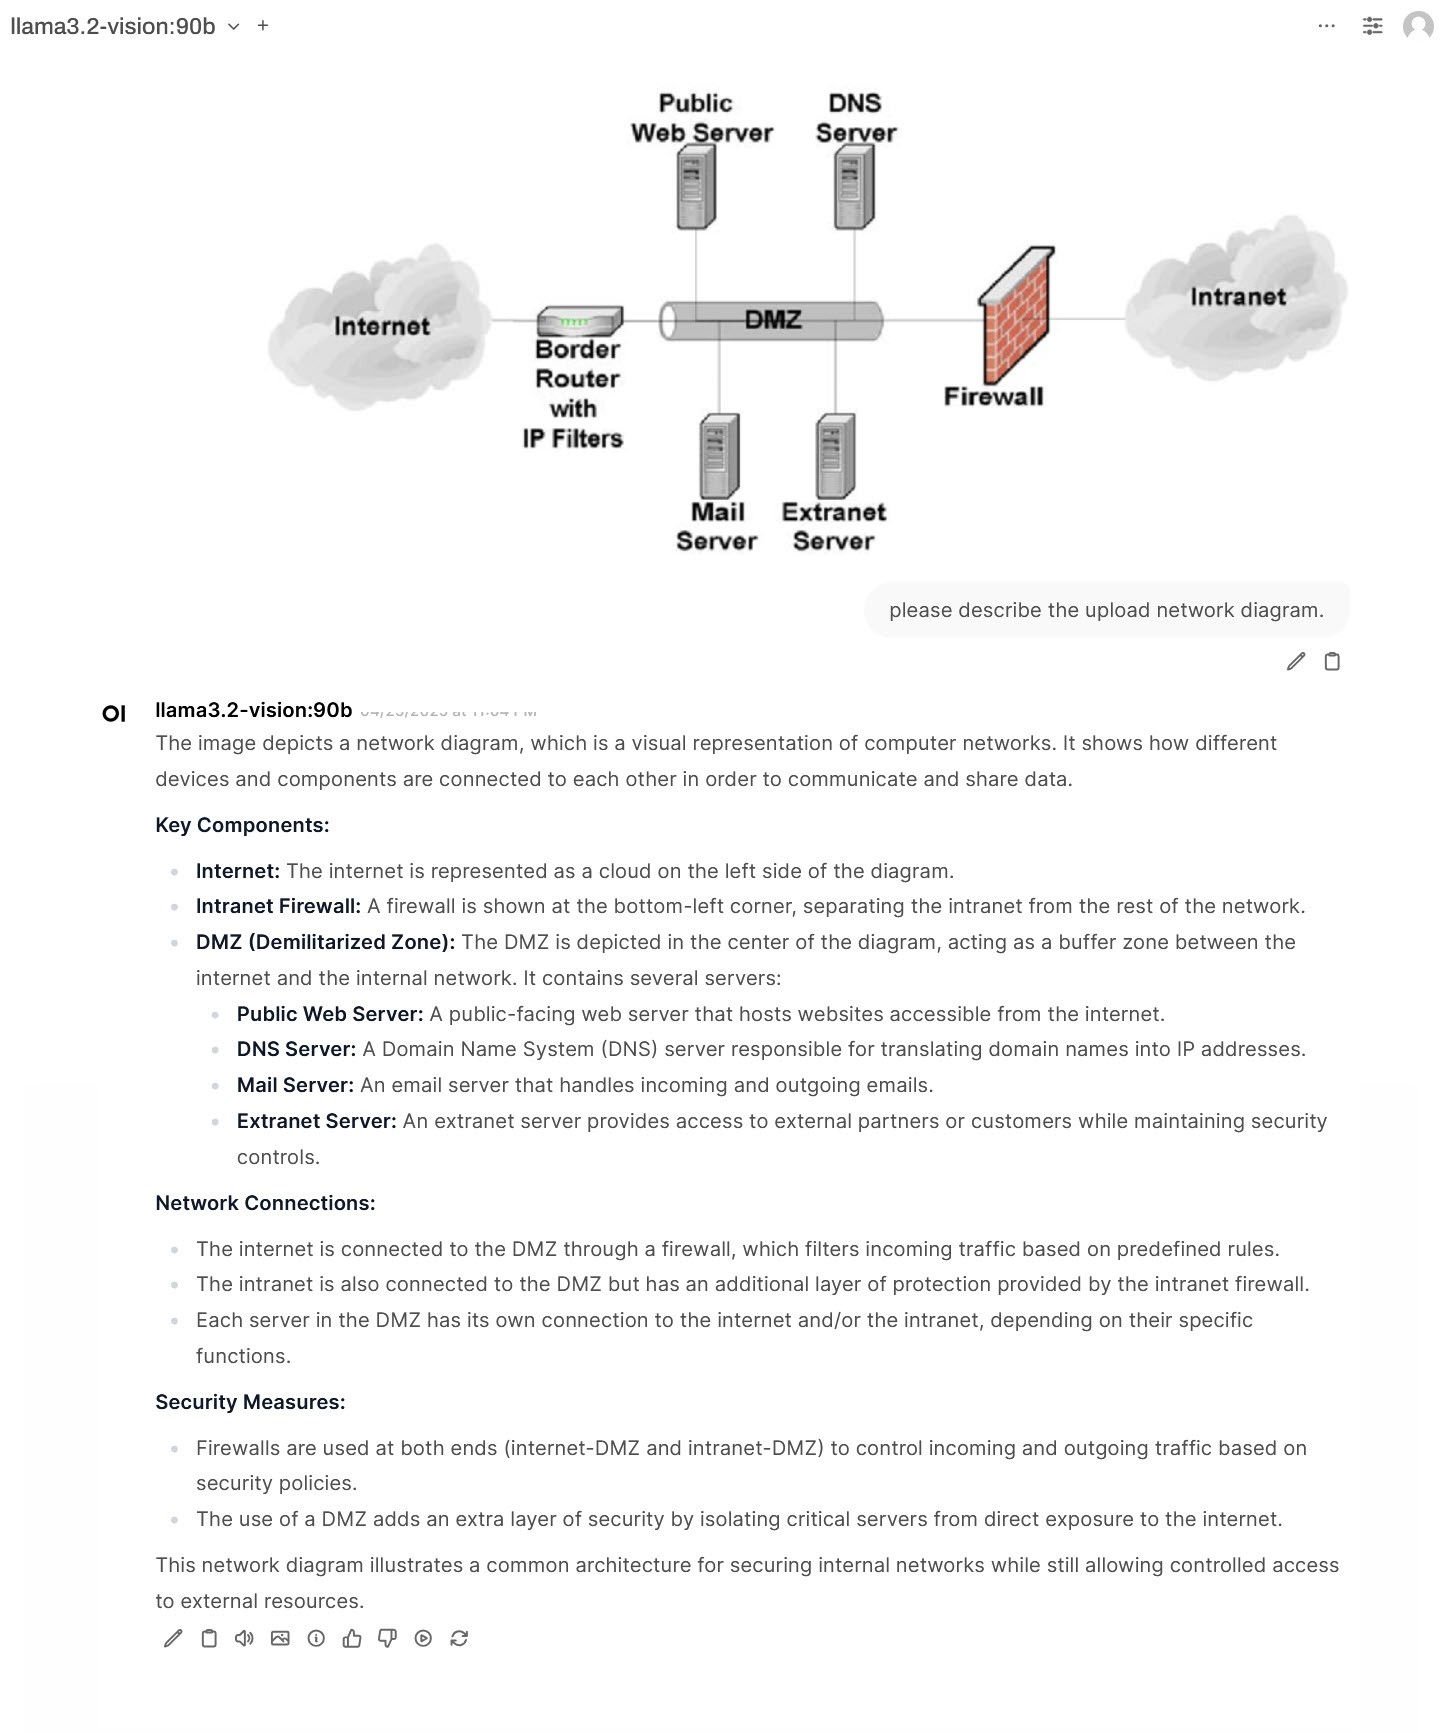 llama3.2-vision:90b
Public
Web Server
DNS
Server
Internet
Border
Router
with
IP Filters
DMZ
Firewall
Intranet
Mail
Server
Extranet
Server
please describe the upload network diagram.
OI
llama3.2-vision:90b
The image depicts a network diagram, which is a visual representation of computer networks. It shows how different
devices and components are connected to each other in order to communicate and share data.
Key Components:
Internet: The internet is represented as a cloud on the left side of the diagram.
Intranet Firewall: A firewall is shown at the bottom-left corner, separating the intranet from the rest of the network.
DMZ (Demilitarized Zone): The DMZ is depicted in the center of the diagram, acting as a buffer zone between the
internet and the internal network. It contains several servers:
Public Web Server: A public-facing web server that hosts websites accessible from the internet.
DNS Server: A Domain Name System (DNS) server responsible for translating domain names into IP addresses.
Mail Server: An email server that handles incoming and outgoing emails.
Extranet Server: An extranet server provides access to external partners or customers while maintaining security
controls.
Network Connections:
The internet is connected to the DMZ through a firewall, which filters incoming traffic based on predefined rules.
The intranet is also connected to the DMZ but has an additional layer of protection provided by the intranet firewall.
Each server in the DMZ has its own connection to the internet and/or the intranet, depending on their specific
functions.
Security Measures:
Firewalls are used at both ends (internet-DMZ and intranet-DMZ) to control incoming and outgoing traffic based on
security policies.
The use of a DMZ adds an extra layer of security by isolating critical servers from direct exposure to the internet.
This network diagram illustrates a common architecture for securing internal networks while still allowing controlled access
to external resources.